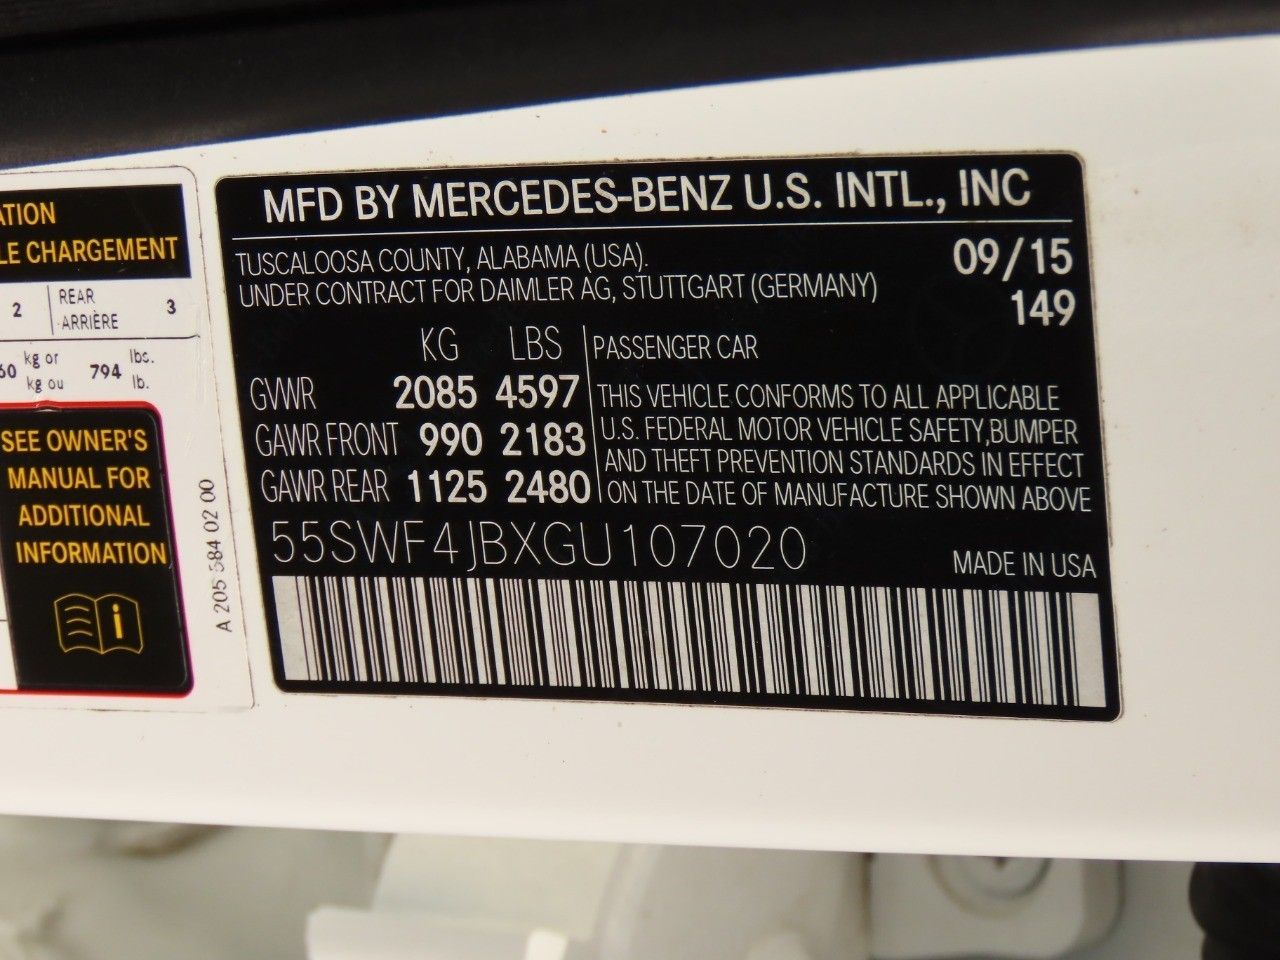 ATION
LE CHARGEMENT
2 REAR 3
ARRIÈRE
60 kg or 794 lbs.
kg ou lb.
SEE OWNER'S
MANUAL FOR
ADDITIONAL
INFORMATION
i
A 205 584 02 00
MFD BY MERCEDES-BENZ U.S. INTL., INC
TUSCALOOSA COUNTY, ALABAMA (USA). 09/15
UNDER CONTRACT FOR DAIMLER AG, STUTTGART (GERMANY) 149
KG LBS
GVWR 2085 4597
GAWR FRONT 990 2183
GAWR REAR 1125 2480
PASSENGER CAR
THIS VEHICLE CONFORMS TO ALL APPLICABLE
U.S. FEDERAL MOTOR VEHICLE SAFETY,BUMPER
AND THEFT PREVENTION STANDARDS IN EFFECT
ON THE DATE OF MANUFACTURE SHOWN ABOVE
55SWF4JBXGU107020
MADE IN USA